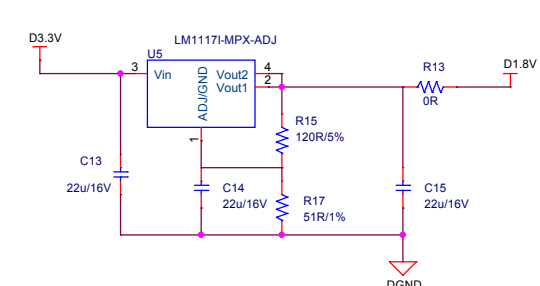 D3.3V
LM1117I-MPX-ADJ
U5
3
Vin
ADJ/GND
Vout2
Vout1
4
2
1
R13
0R
D1.8V
R15
120R/5%
C13
22u/16V
C14
22u/16V
R17
51R/1%
C15
22u/16V
DGND